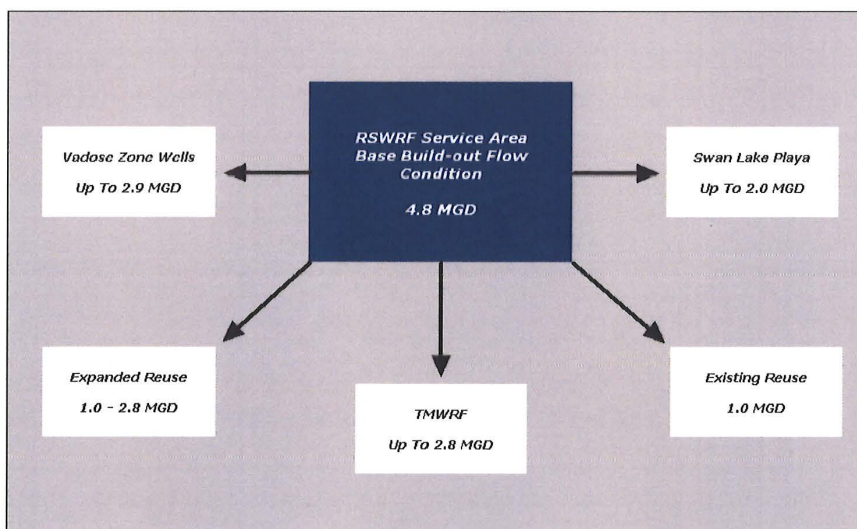 RSWRF Service Area
Base Build-out Flow
Condition
4.8 MGD
Vadose Zone Wells
Up To 2.9 MGD
Swan Lake Playa
Up To 2.0 MGD
Expanded Reuse
1.0 - 2.8 MGD
TMWRF
Up To 2.8 MGD
Existing Reuse
1.0 MGD